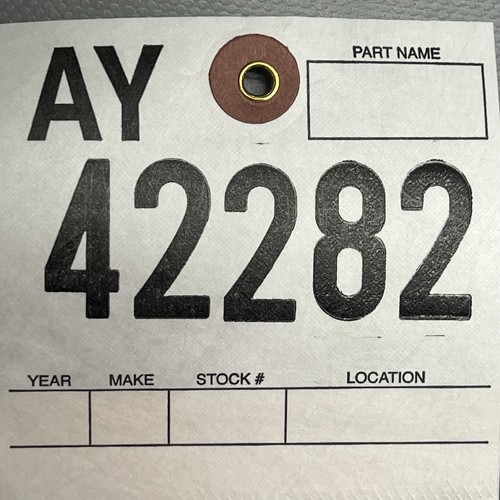 AY
PART NAME
42282
YEAR MAKE STOCK # LOCATION